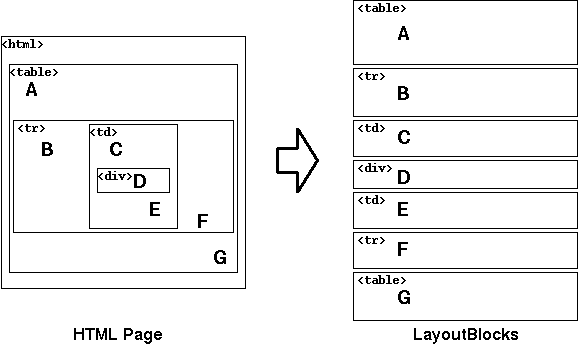 <html>
<table>
A
<tr>
B
<td>
C
<div> D
E
F
G
HTML Page
<table>
A
<tr>
B
<td>
C
<div>
D
<td>
E
<tr>
F
<table>
G
LayoutBlocks